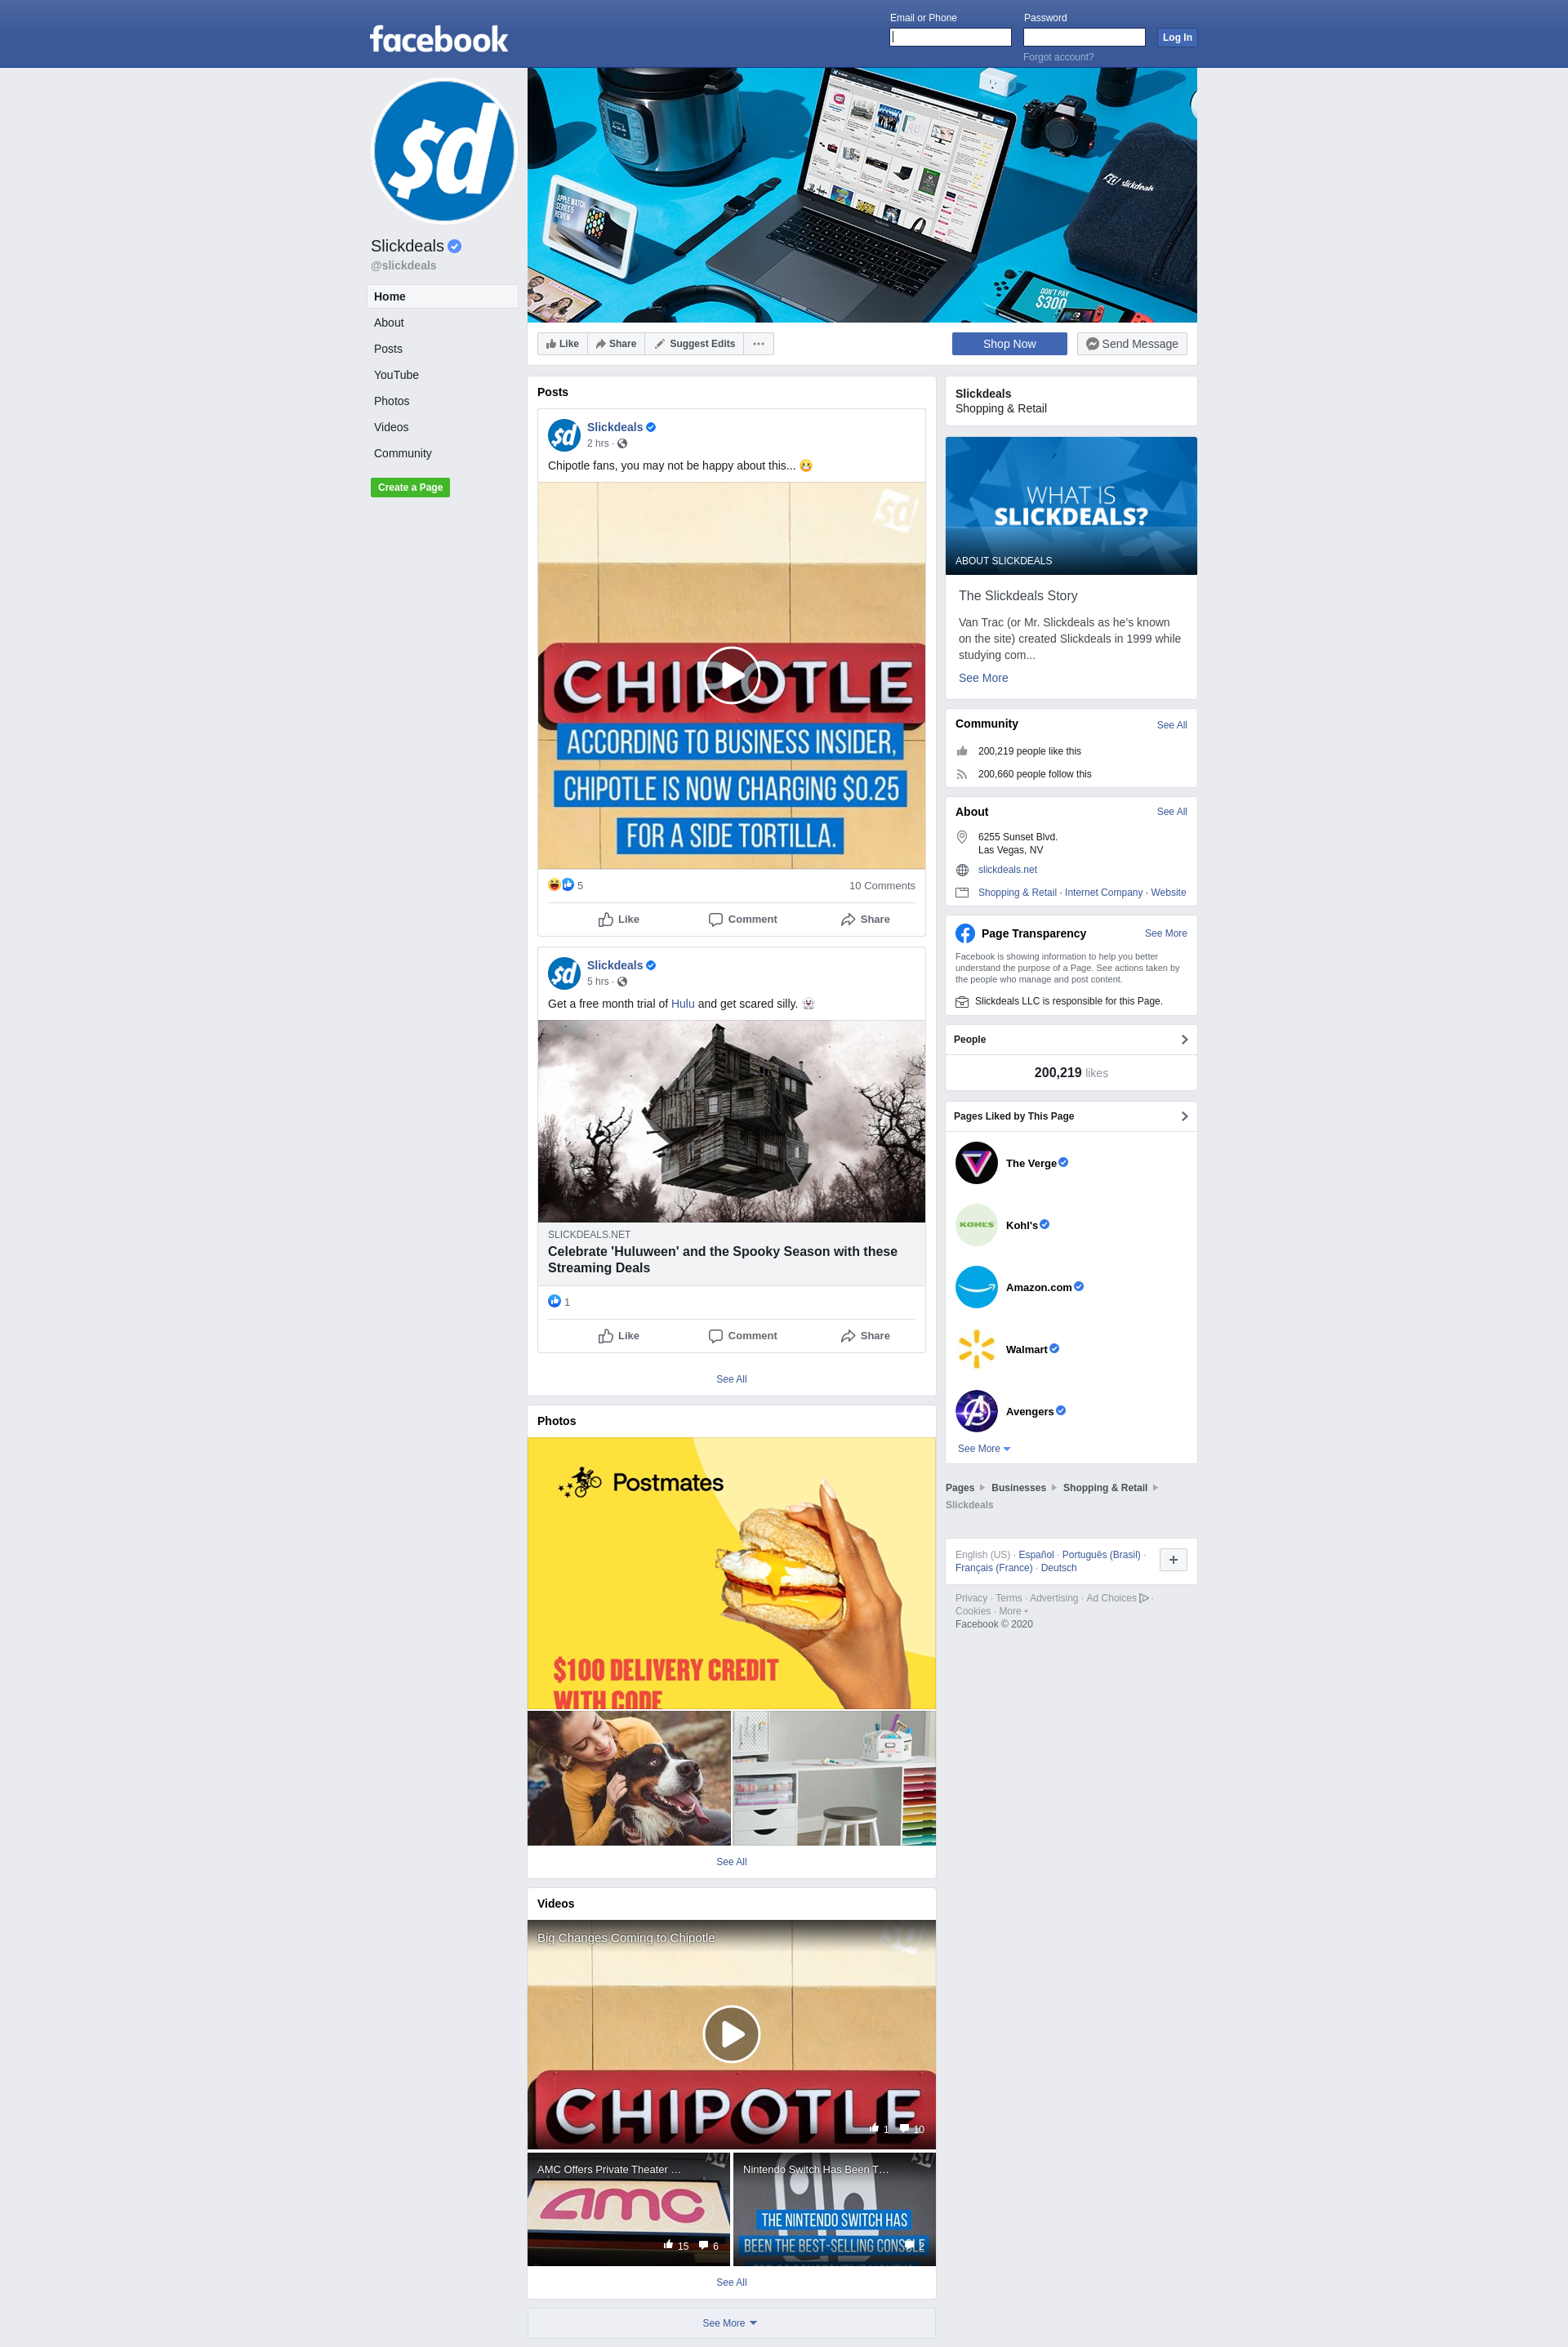 facebook
Email or Phone
Password
Log In
Forgot account?
$d
Slickdeals
@slickdeals
Home
About
Posts
YouTube
Photos
Videos
Community
Create a Page
APPLE WATCH
SERIES 5
REVIEW
slickdeals
DON'T PAY
$300
Like
Share
Suggest Edits
Shop Now
Send Message
Posts
$d
Slickdeals
2 hrs ·
Chipotle fans, you may not be happy about this... 😬
$d
CHIPOTLE
ACCORDING TO BUSINESS INSIDER,
CHIPOTLE IS NOW CHARGING $0.25
FOR A SIDE TORTILLA.
5
10 Comments
Like
Comment
Share
$d
Slickdeals
5 hrs ·
Get a free month trial of Hulu and get scared silly. 👻
SLICKDEALS.NET
Celebrate 'Huluween' and the Spooky Season with these
Streaming Deals
1
Like
Comment
Share
See All
Photos
Postmates
$100 DELIVERY CREDIT
WITH CODE
See All
Videos
Big Changes Coming to Chipotle
$d
CHIPOTLE
1
10
AMC Offers Private Theater …
$d
amc
15
6
Nintendo Switch Has Been T…
$d
THE NINTENDO SWITCH HAS
BEEN THE BEST-SELLING CONSOLE
2
See All
See More
Slickdeals
Shopping & Retail
WHAT IS
SLICKDEALS?
ABOUT SLICKDEALS
The Slickdeals Story
Van Trac (or Mr. Slickdeals as he's known
on the site) created Slickdeals in 1999 while
studying com...
See More
Community
See All
200,219 people like this
200,660 people follow this
About
See All
6255 Sunset Blvd.
Las Vegas, NV
slickdeals.net
Shopping & Retail · Internet Company · Website
Page Transparency
See More
Facebook is showing information to help you better
understand the purpose of a Page. See actions taken by
the people who manage and post content.
Slickdeals LLC is responsible for this Page.
People
200,219 likes
Pages Liked by This Page
The Verge
KOHL'S
Kohl's
Amazon.com
Walmart
Avengers
See More
Pages
Businesses
Shopping & Retail
Slickdeals
English (US) · Español · Português (Brasil) ·
Français (France) · Deutsch
Privacy · Terms · Advertising · Ad Choices ·
Cookies · More
Facebook © 2020